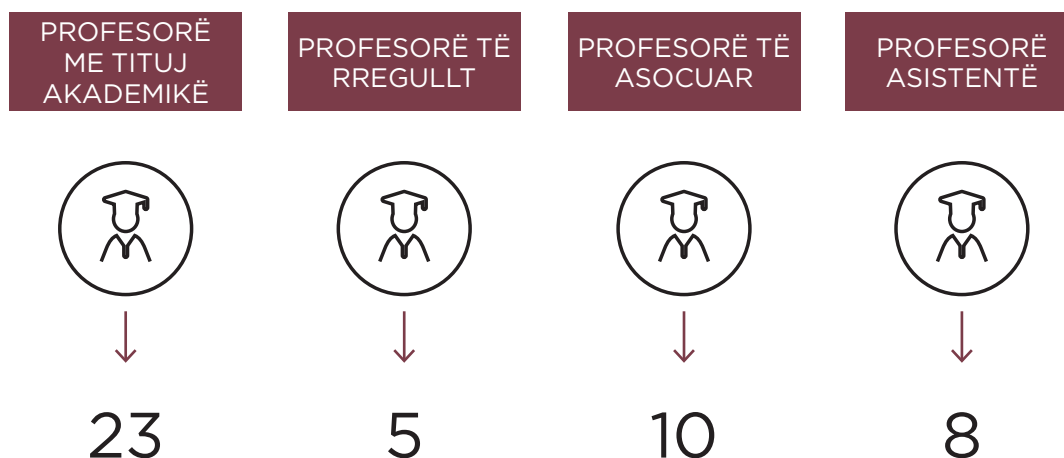 PROFESORË
ME TITUJ
AKADEMIKË
PROFESORË TË
RREGULLT
PROFESORË TË
ASOCUAR
PROFESORË
ASISTENTË
23
5
10
8